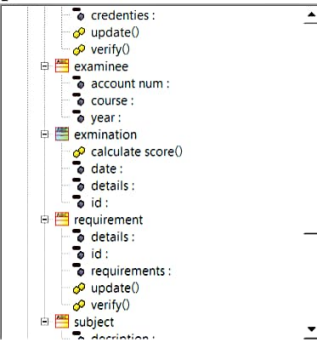 credenties :
update()
verify()
examinee
account num :
course :
year :
exmination
calculate score()
date :
details :
id :
requirement
details :
id :
requirements :
update()
verify()
subject
decription :